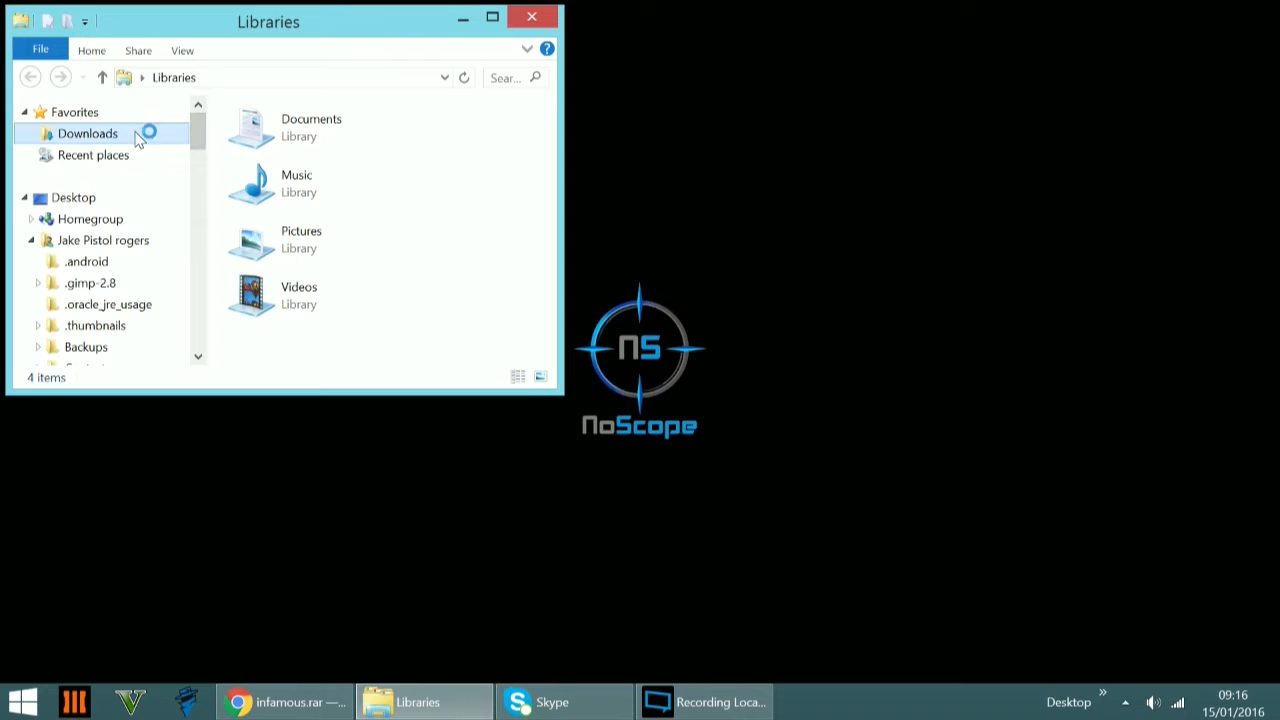 Libraries
File Home Share View
Libraries
Sear...
Favorites
Downloads
Recent places
Desktop
Homegroup
Jake Pistol rogers
.android
.gimp-2.8
.oracle_jre_usage
.thumbnails
Backups
Documents
Library
Music
Library
Pictures
Library
Videos
Library
4 items
NS
NoScope
III
V
infamous.rar —...
Libraries
Skype
Recording Loca...
Desktop
09:16
15/01/2016